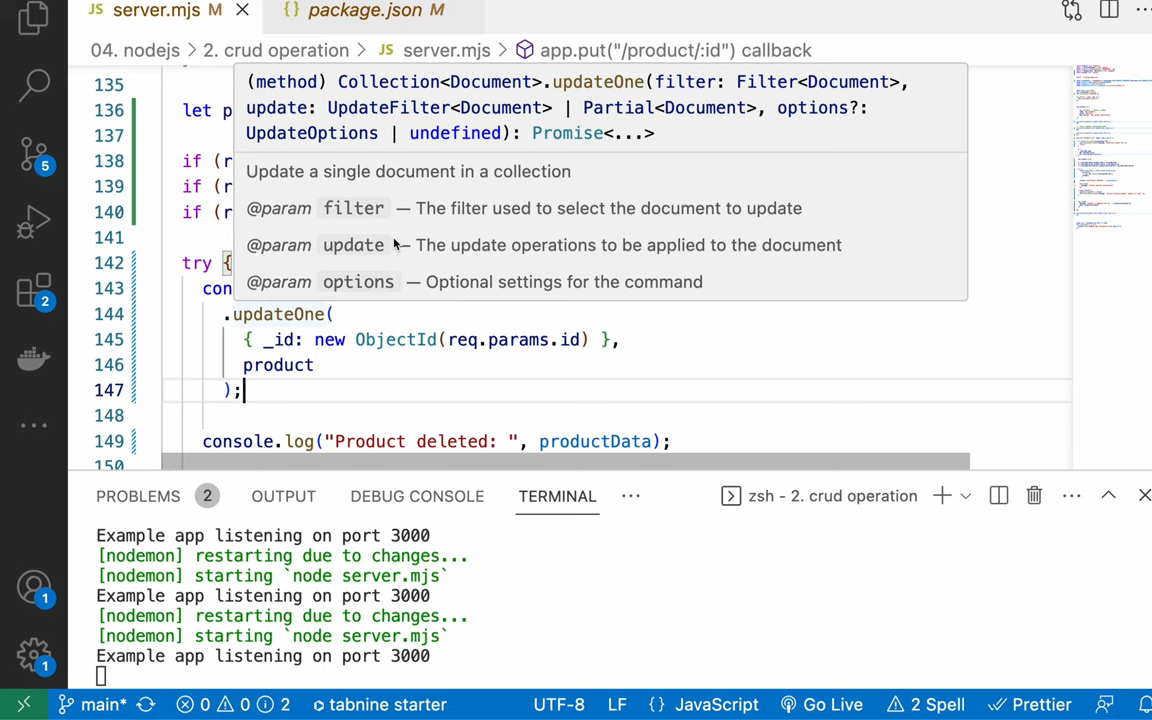 JS server.mjs M
{} package.json M
04. nodejs > 2. crud operation > JS server.mjs > app.put("/product/:id") callback
(method) Collection<Document>.updateOne(filter: Filter<Document>,
update: UpdateFilter<Document> | Partial<Document>, options?:
UpdateOptions | undefined): Promise<...>
Update a single document in a collection
@param filter — The filter used to select the document to update
@param update — The update operations to be applied to the document
@param options — Optional settings for the command
135
136 let p
137
138 if (r
139 if (r
140 if (r
141
142 try {
143 con
144 .updateOne(
145 { _id: new ObjectId(req.params.id) },
146 product
147 );
148
149 console.log("Product deleted: ", productData);
150
5
2
PROBLEMS 2 OUTPUT DEBUG CONSOLE TERMINAL ... zsh - 2. crud operation
Example app listening on port 3000
[nodemon] restarting due to changes...
[nodemon] starting `node server.mjs`
Example app listening on port 3000
[nodemon] restarting due to changes...
[nodemon] starting `node server.mjs`
Example app listening on port 3000
1
1
main* 0 0 2 tabnine starter UTF-8 LF {} JavaScript Go Live 2 Spell Prettier